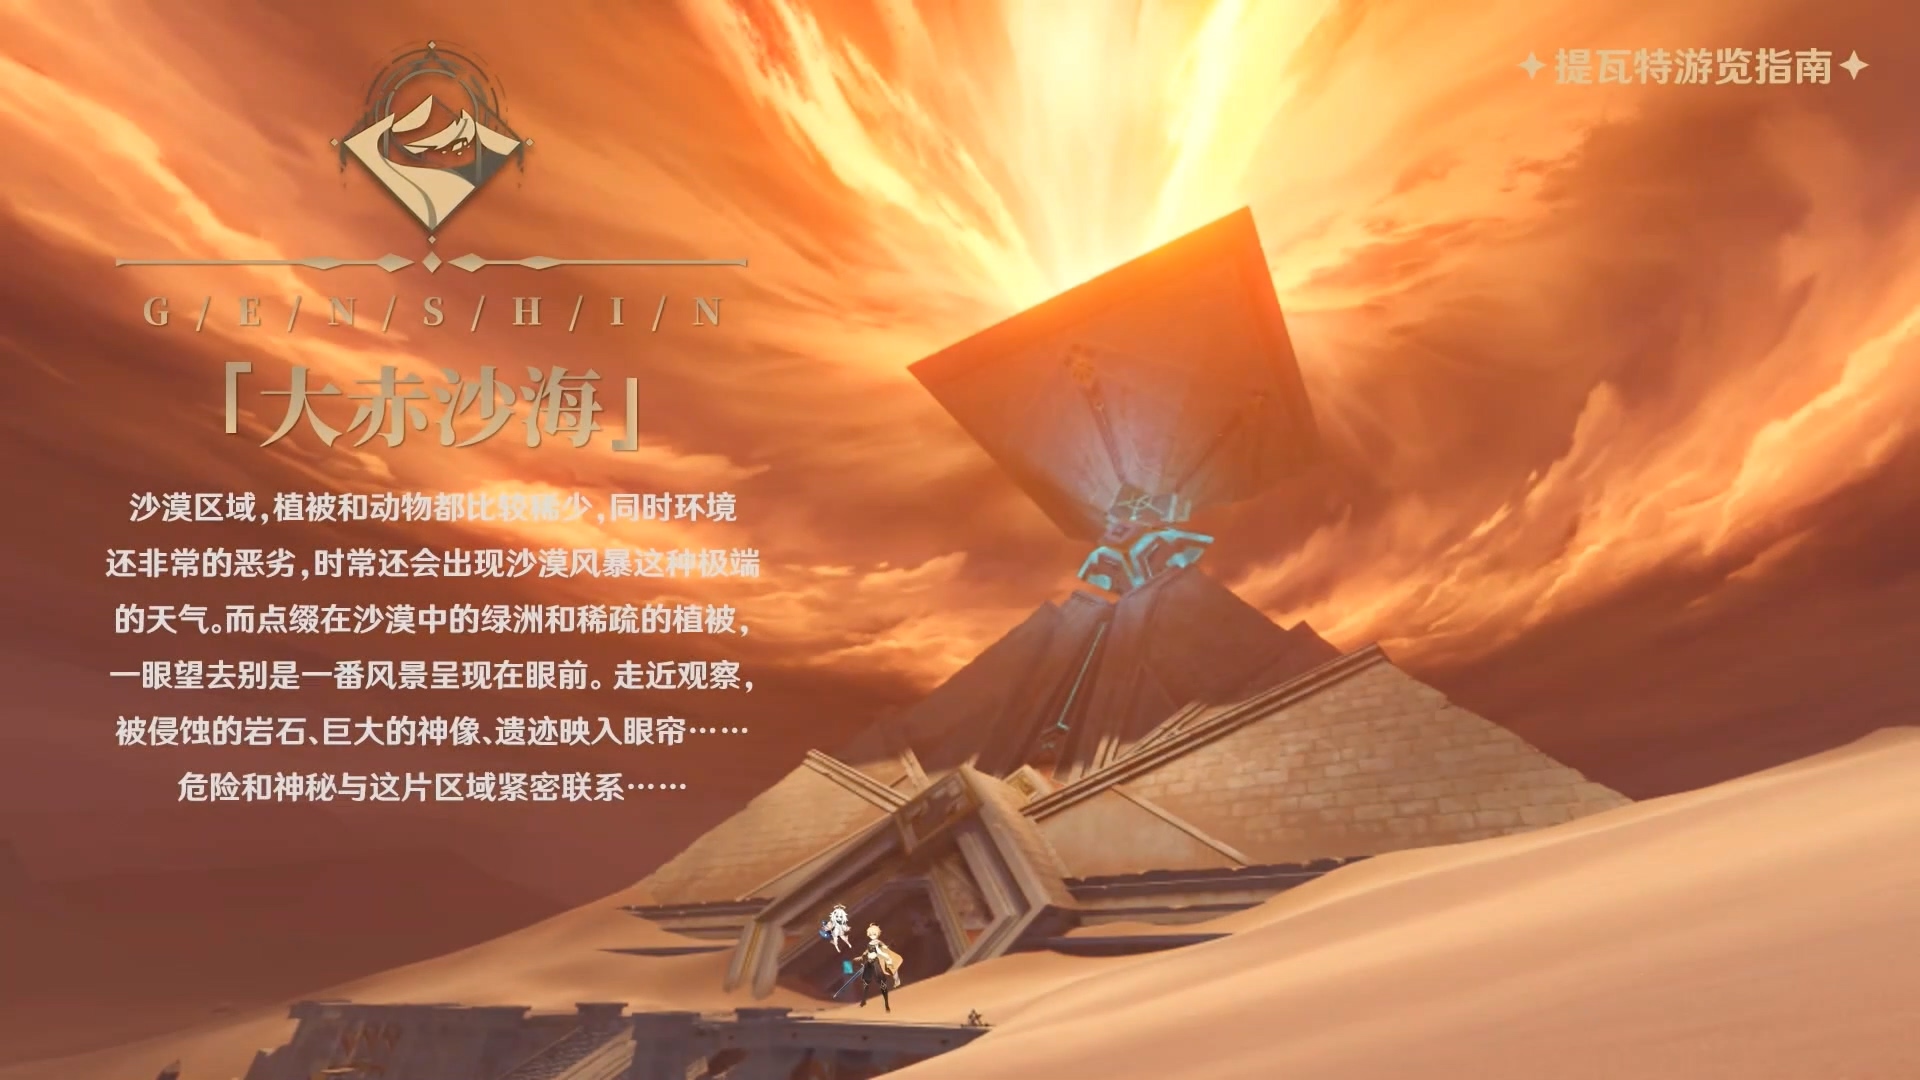 提瓦特游览指南
G/E/N/S/H/I/N
「大赤沙海」
沙漠区域,植被和动物都比较稀少,同时环境
还非常的恶劣,时常还会出现沙漠风暴这种极端
的天气。而点缀在沙漠中的绿洲和稀疏的植被,
一眼望去别是一番风景呈现在眼前。走近观察,
被侵蚀的岩石、巨大的神像、遗迹映入眼帘……
危险和神秘与这片区域紧密联系……